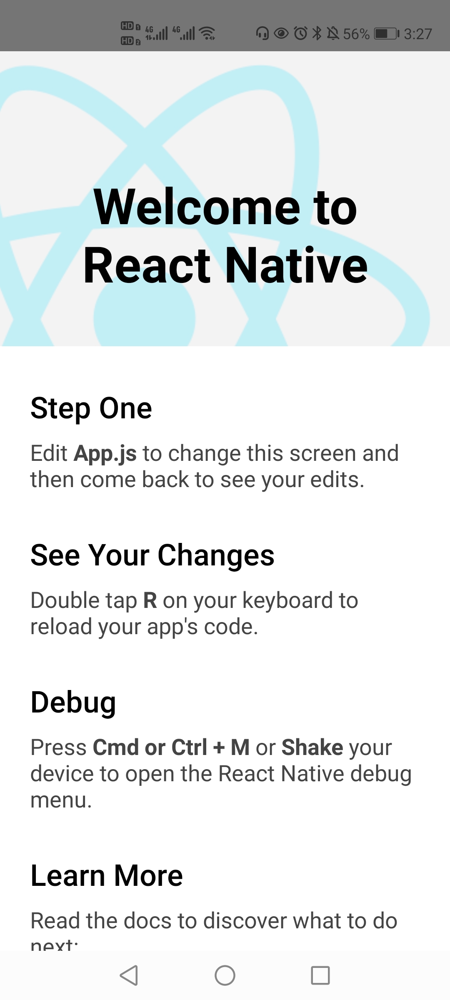 HD 1 4G 4G 56% 3:27
HD 2
Welcome to
React Native
Step One
Edit App.js to change this screen and
then come back to see your edits.
See Your Changes
Double tap R on your keyboard to
reload your app's code.
Debug
Press Cmd or Ctrl + M or Shake your
device to open the React Native debug
menu.
Learn More
Read the docs to discover what to do
next: